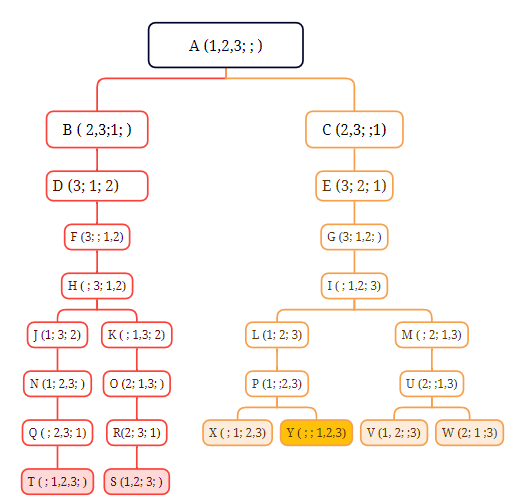 A (1,2,3; ; )
B ( 2,3;1; )
C (2,3; ;1)
D (3; 1; 2)
E (3; 2; 1)
F (3; ; 1,2)
G (3; 1,2; )
H ( ; 3; 1,2)
I ( ; 1,2; 3)
J (1; 3; 2)
K ( ; 1,3; 2)
L (1; 2; 3)
M ( ; 2; 1,3)
N (1; 2,3; )
O (2; 1,3; )
P (1; ;2,3)
U (2; ;1,3)
Q ( ; 2,3; 1)
R(2; 3; 1)
X ( ; 1; 2,3)
Y ( ; ; 1,2,3)
V (1, 2; ;3)
W (2; 1 ;3)
T ( ; 1,2,3; )
S (1,2; 3; )